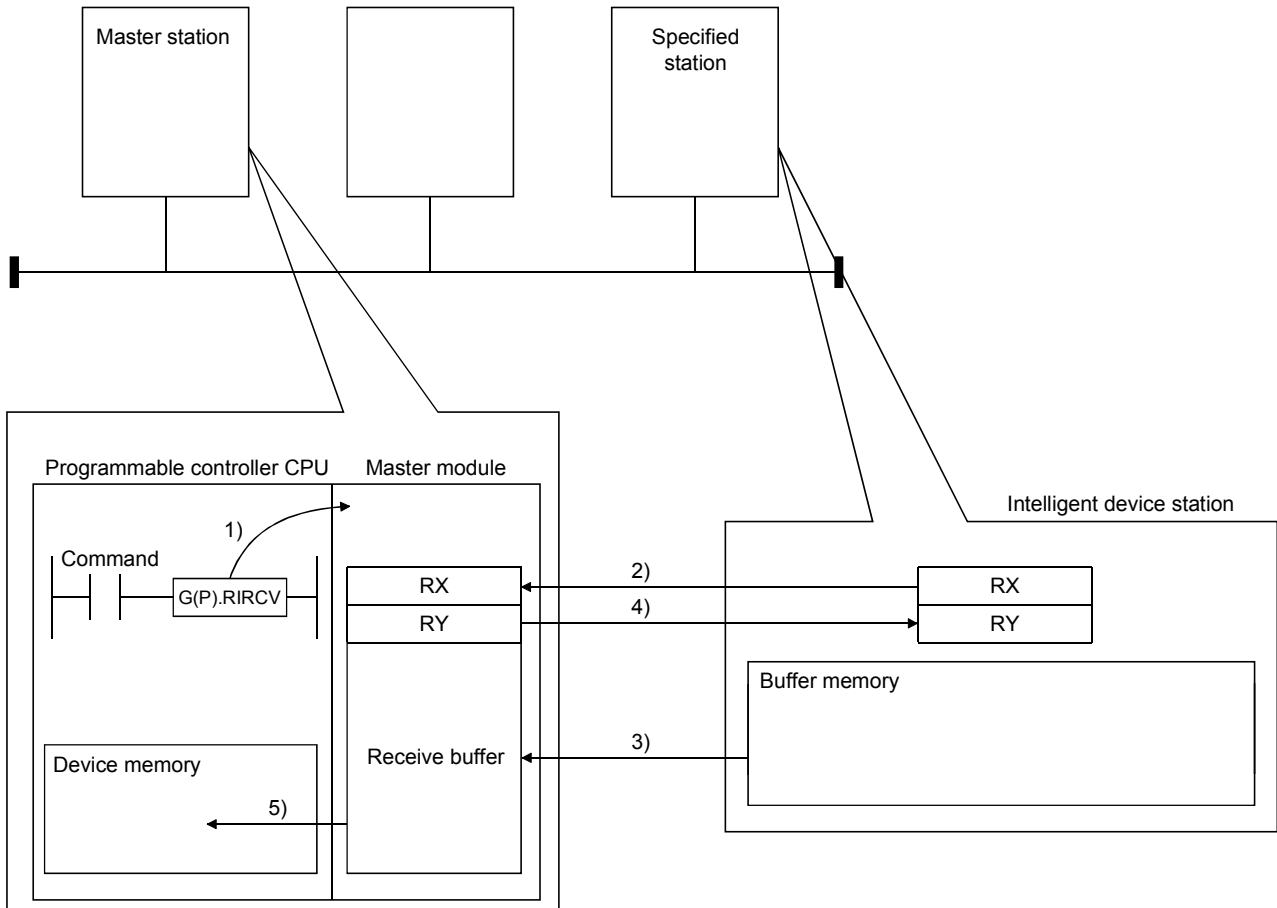 Master station
Specified
station
Programmable controller CPU
Master module
Intelligent device station
1)
Command
G(P).RIRCV
RX
2)
RX
RY
4)
RY
Buffer memory
Device memory
Receive buffer
3)
5)